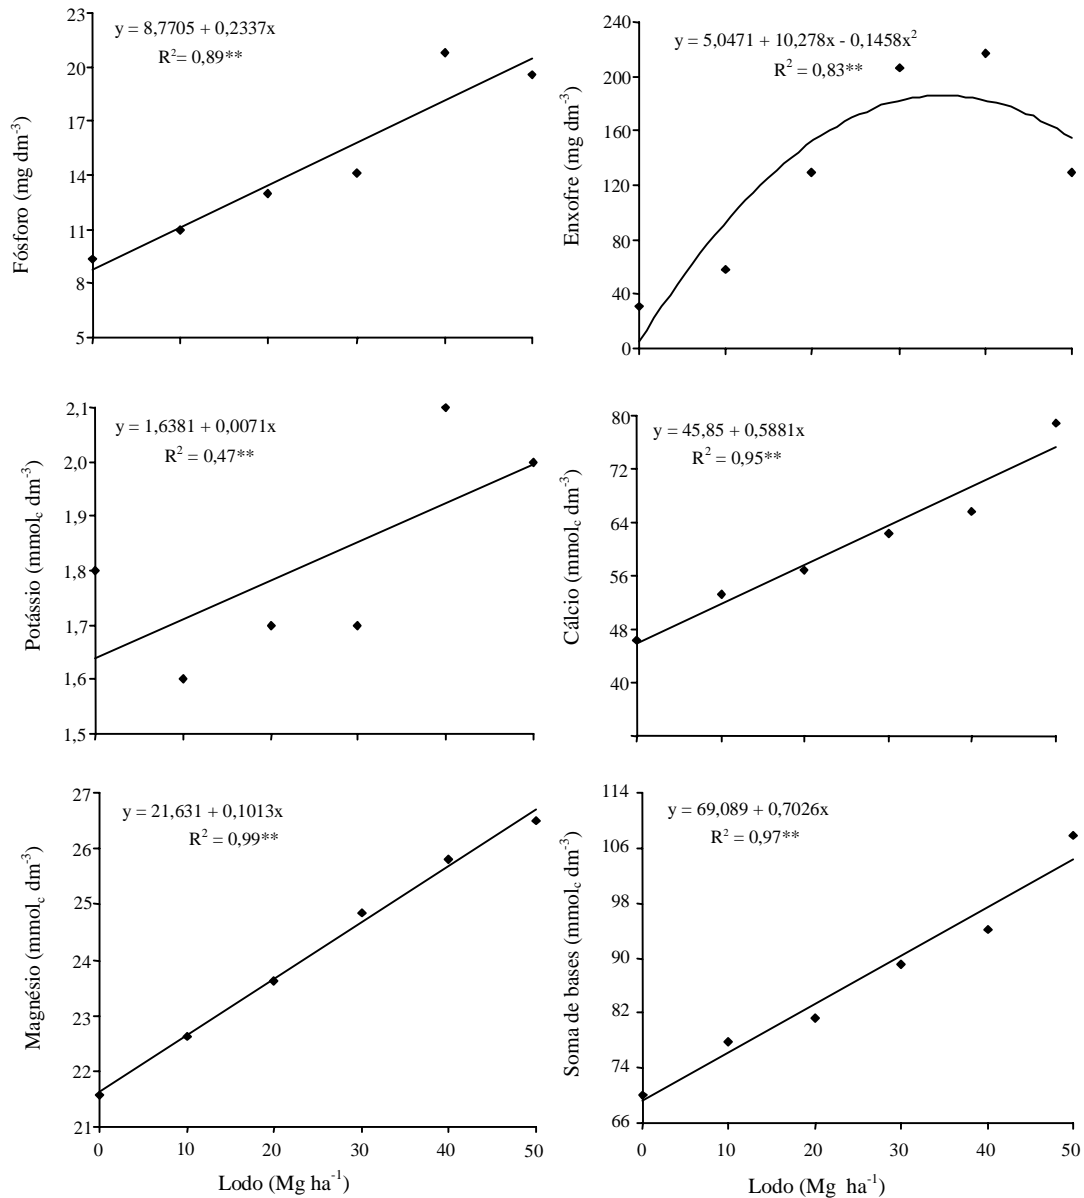 y = 8,7705 + 0,2337x
R²= 0,89**
Fósforo (mg dm⁻³)
23
20
17
14
11
8
5
y = 5,0471 + 10,278x - 0,1458x²
R² = 0,83**
Enxofre (mg dm⁻³)
240
200
160
120
80
40
0
y = 1,6381 + 0,0071x
R² = 0,47**
Potássio (mmol꜀ dm⁻³)
2,1
2,0
1,9
1,8
1,7
1,6
1,5
y = 45,85 + 0,5881x
R² = 0,95**
Cálcio (mmol꜀ dm⁻³)
80
72
64
56
48
40
y = 21,631 + 0,1013x
R² = 0,99**
Magnésio (mmol꜀ dm⁻³)
27
26
25
24
23
22
21
0 10 20 30 40 50
Lodo (Mg ha⁻¹)
y = 69,089 + 0,7026x
R² = 0,97**
Soma de bases (mmol꜀ dm⁻³)
114
106
98
90
82
74
66
0 10 20 30 40 50
Lodo (Mg ha⁻¹)